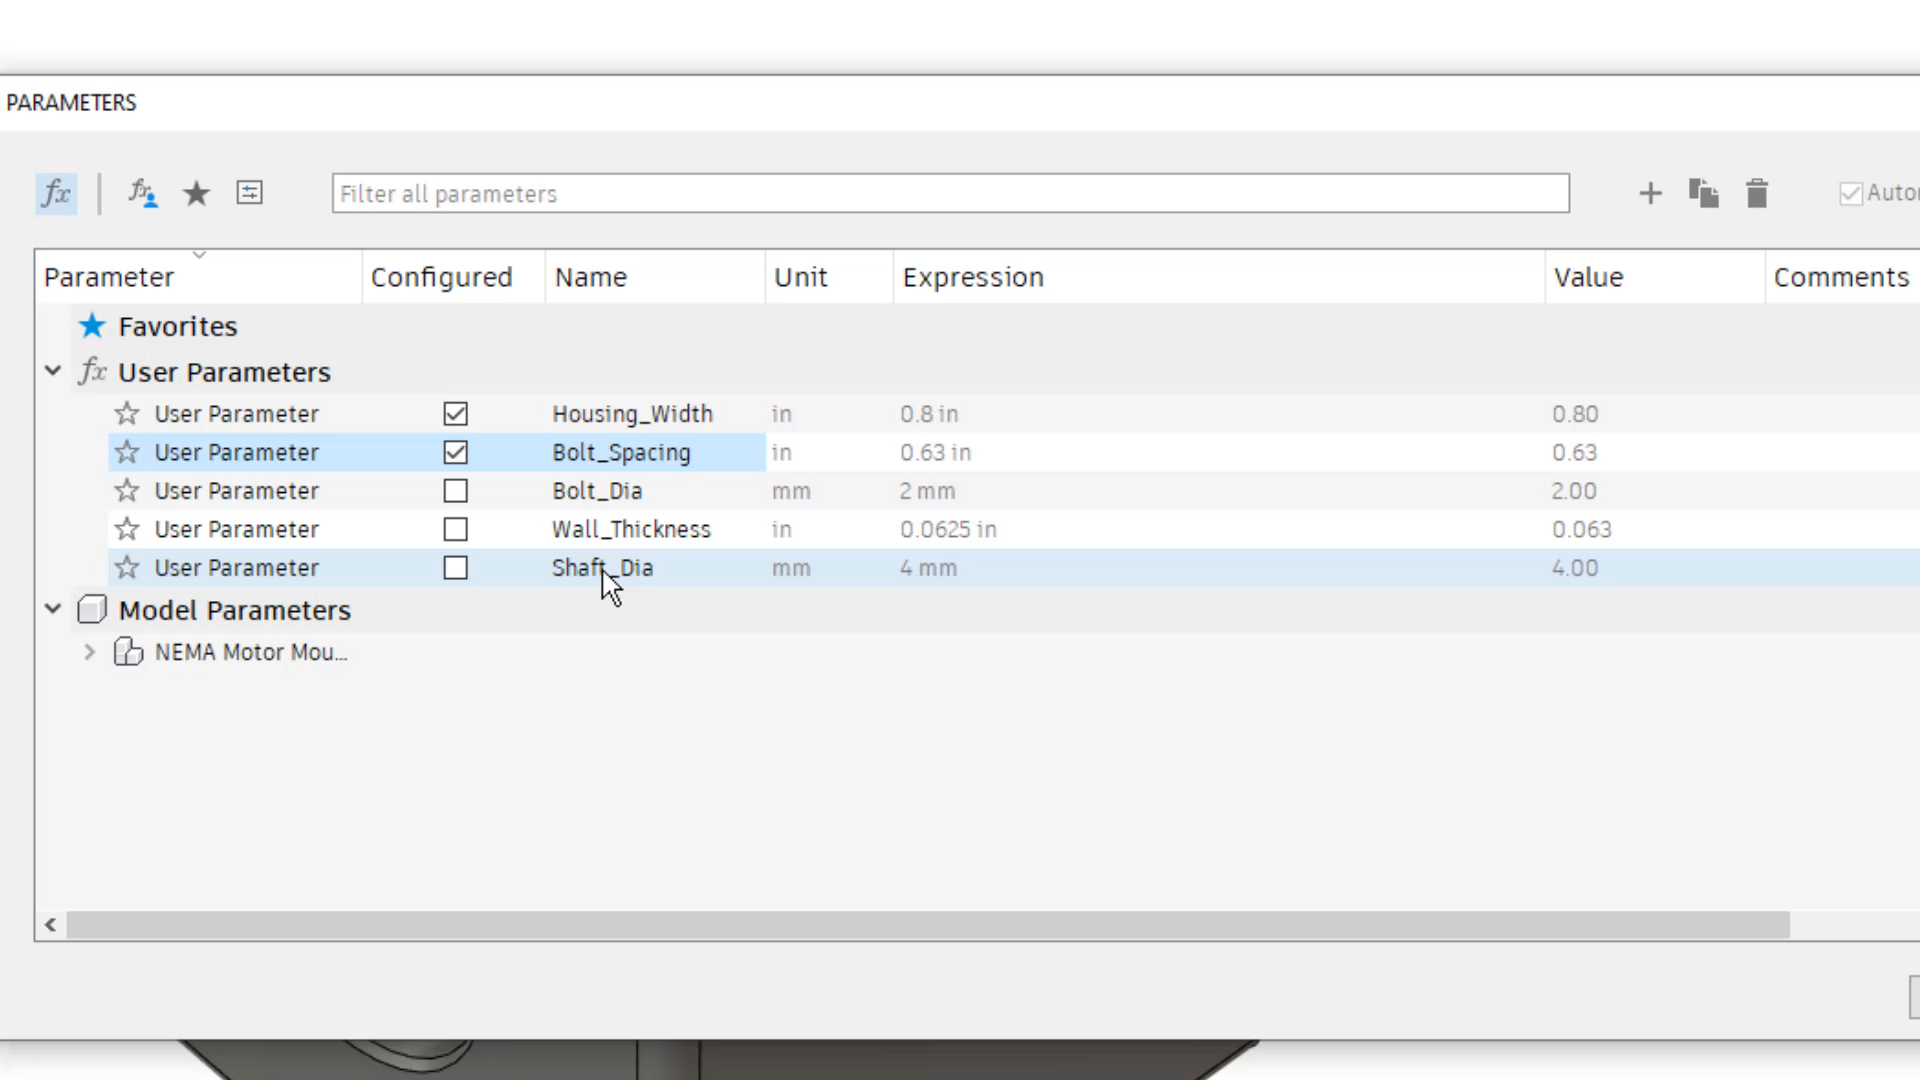 PARAMETERS
fx fx Filter all parameters
Parameter Configured Name Unit Expression Value Comments
Favorites
fx User Parameters
User Parameter Housing_Width in 0.8 in 0.80
User Parameter Bolt_Spacing in 0.63 in 0.63
User Parameter Bolt_Dia mm 2 mm 2.00
User Parameter Wall_Thickness in 0.0625 in 0.063
User Parameter Shaft_Dia mm 4 mm 4.00
Model Parameters
NEMA Motor Mou...